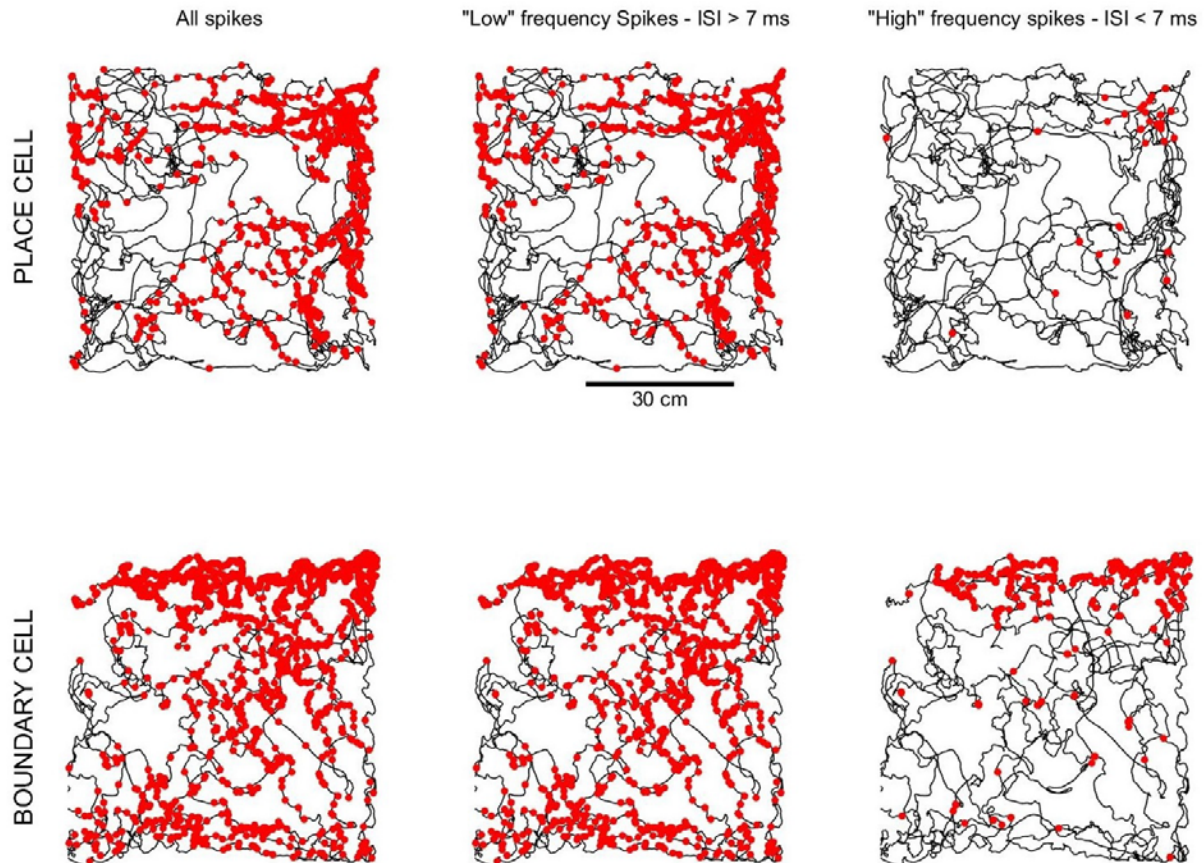 All spikes
"Low" frequency Spikes - ISI > 7 ms
"High" frequency spikes - ISI < 7 ms
PLACE CELL
30 cm
BOUNDARY CELL